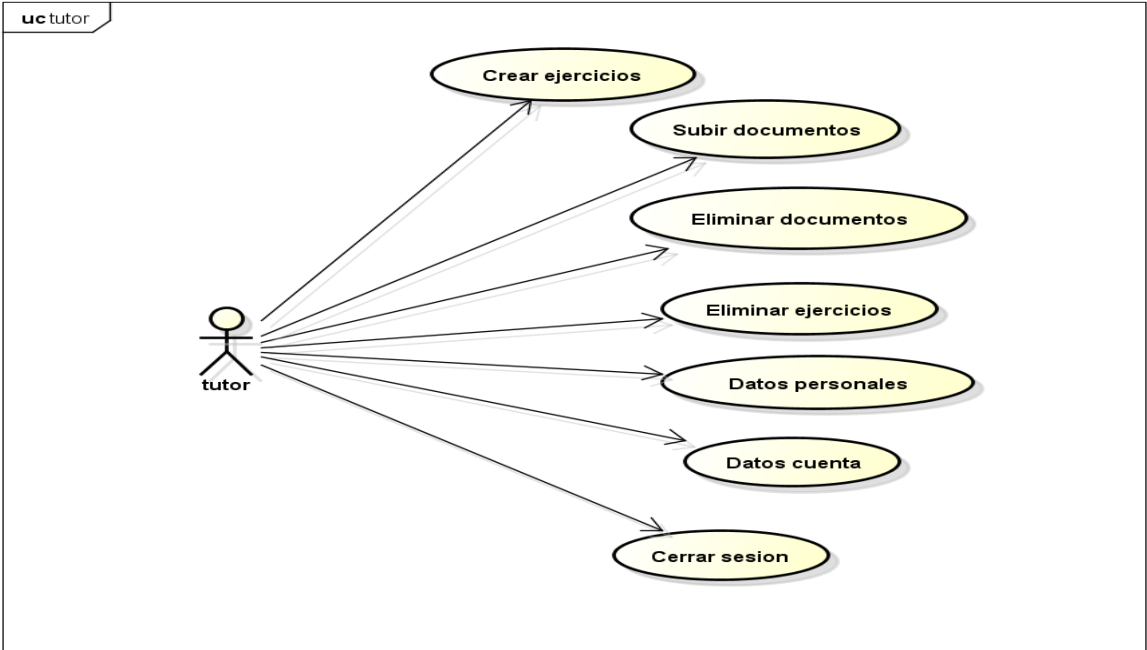 uc tutor
Crear ejercicios
Subir documentos
Eliminar documentos
Eliminar ejercicios
tutor
Datos personales
Datos cuenta
Cerrar sesion